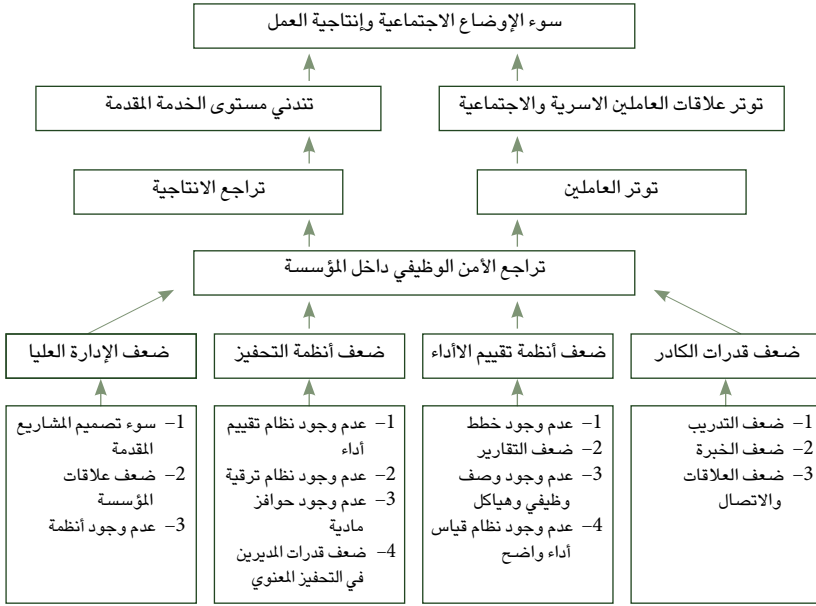 سوء الإوضاع الاجتماعية وإنتاجية العمل
توتر علاقات العاملين الاسرية والاجتماعية
تتدني مستوى الخدمة المقدمة
توتر العاملين
تراجع الانتاجية
تراجع الأمن الوظيفي داخل المؤسسة
ضعف قدرات الكادر
ضعف أنظمة تقييم الاأداء
ضعف أنظمة التحفيز
ضعف الإدارة العليا
1– ضعف التدريب
2– ضعف الخبرة
3– ضعف العلاقات
والاتصال
1– عدم وجود خطط
2– ضعف التقارير
3– عدم وجود وصف
وظيفي وهياكل
4– عدم وجود نظام قياس
أداء واضح
1– عدم وجود نظام تقييم
أداء
2– عدم وجود نظام ترقية
3– عدم وجود حوافز
مادية
4– ضعف قدرات المديرين
في التحفيز المعنوي
1– سوء تصميم المشاريع
المقدمة
2– ضعف علاقات
المؤسسة
3– عدم وجود أنظمة